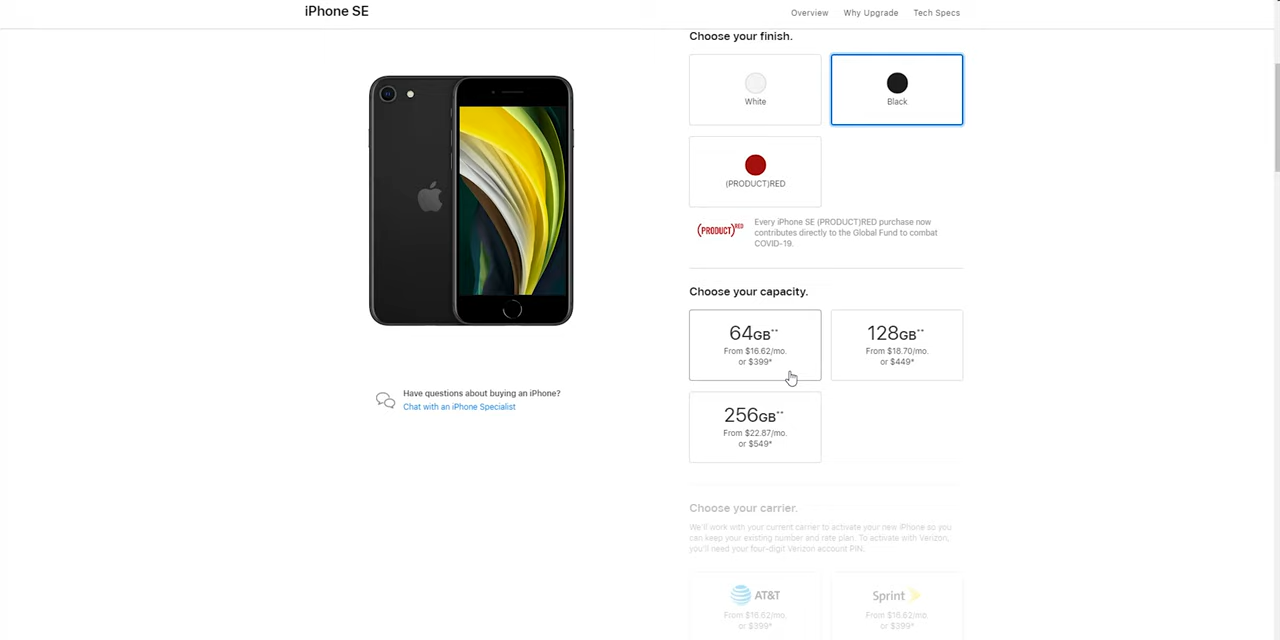 iPhone SE
Overview
Why Upgrade
Tech Specs
Choose your finish.
White
Black
(PRODUCT)RED
(PRODUCT)RED
Every iPhone SE (PRODUCT)RED purchase now
contributes directly to the Global Fund to combat
COVID-19.
Choose your capacity.
64GB**
From $16.62/mo.
or $399*
128GB**
From $18.70/mo.
or $449*
256GB**
From $22.87/mo.
or $549*
Have questions about buying an iPhone?
Chat with an iPhone Specialist
Choose your carrier.
We'll work with your current carrier to activate your new iPhone so you
can keep your existing number and rate plan. To activate with Verizon,
you'll need your four-digit Verizon account PIN.
AT&T
From $16.62/mo.
or $399*
Sprint
From $16.62/mo.
or $399*